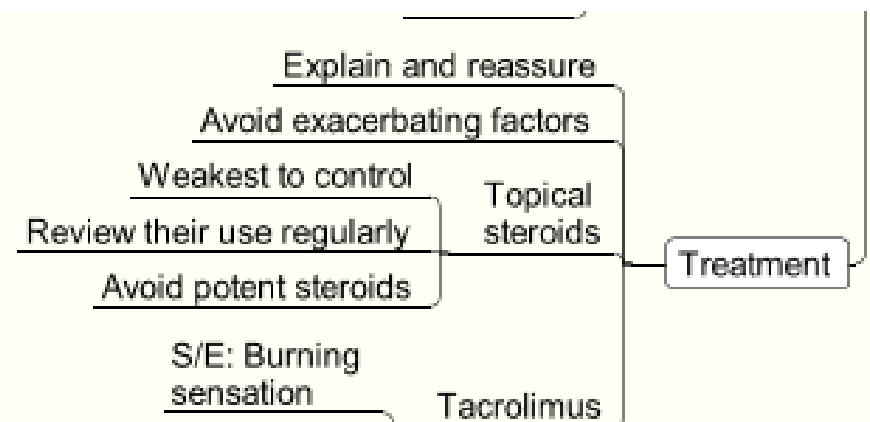 Explain and reassure
Avoid exacerbating factors
Weakest to control
Topical
steroids
Review their use regularly
Treatment
Avoid potent steroids
S/E: Burning
sensation
Tacrolimus